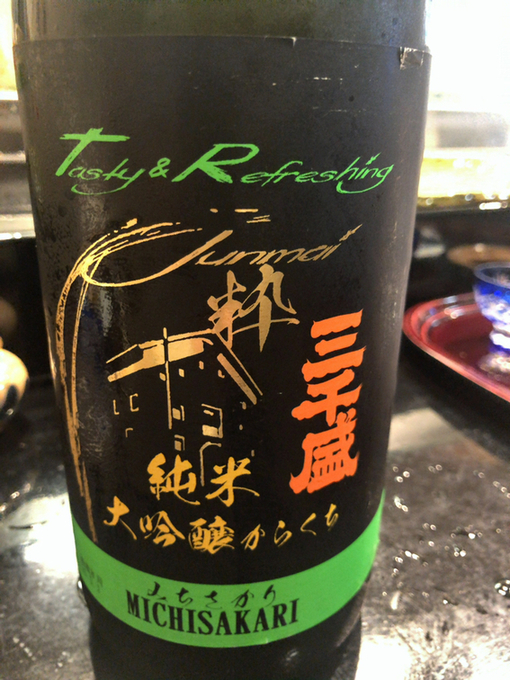 Tasty & Refreshing
Junmai
粋
三千盛
純米
大吟醸からくち
みちさかり
MICHISAKARI